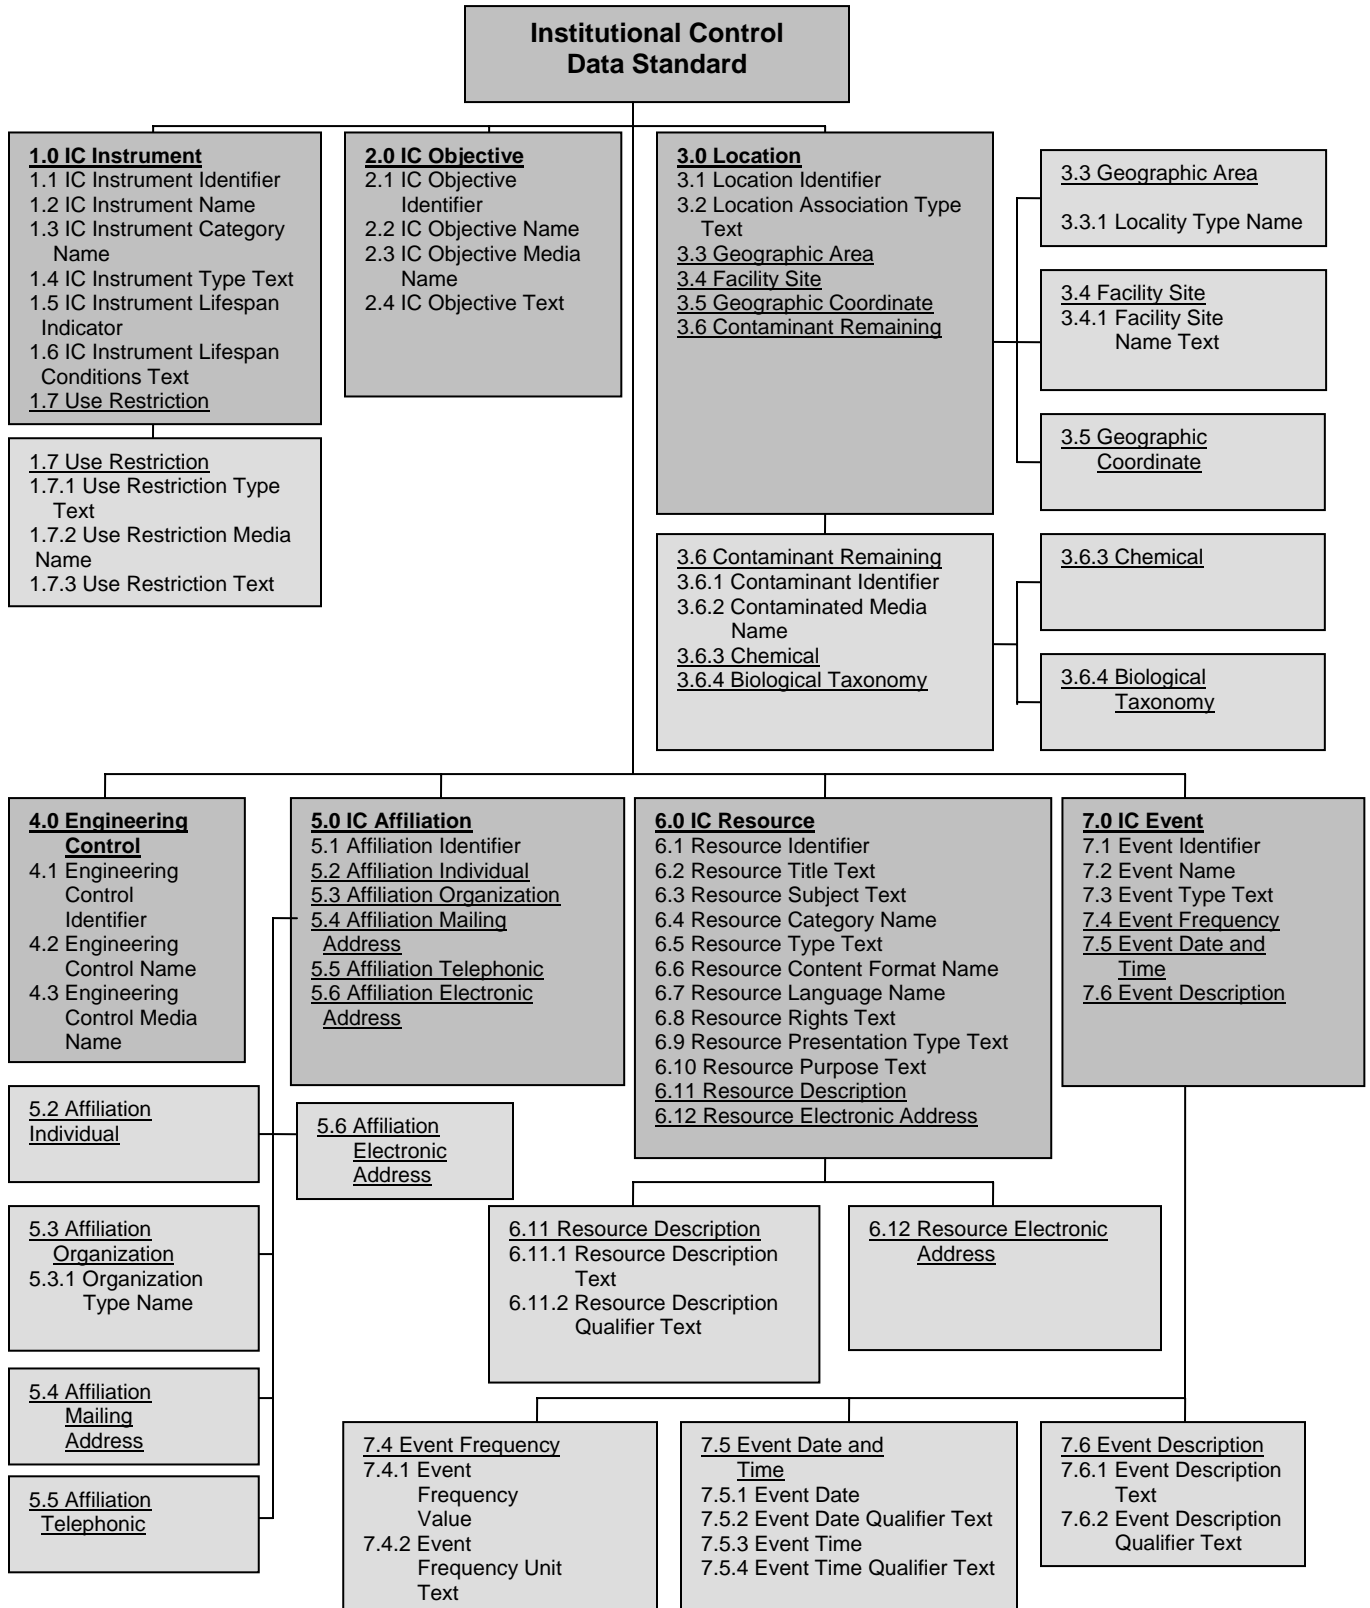 Institutional Control
Data Standard
1.0 IC Instrument
1.1 IC Instrument Identifier
1.2 IC Instrument Name
1.3 IC Instrument Category
Name
1.4 IC Instrument Type Text
1.5 IC Instrument Lifespan
Indicator
1.6 IC Instrument Lifespan
Conditions Text
1.7 Use Restriction
1.7 Use Restriction
1.7.1 Use Restriction Type
Text
1.7.2 Use Restriction Media
Name
1.7.3 Use Restriction Text
2.0 IC Objective
2.1 IC Objective
Identifier
2.2 IC Objective Name
2.3 IC Objective Media
Name
2.4 IC Objective Text
3.0 Location
3.1 Location Identifier
3.2 Location Association Type
Text
3.3 Geographic Area
3.4 Facility Site
3.5 Geographic Coordinate
3.6 Contaminant Remaining
3.3 Geographic Area
3.3.1 Locality Type Name
3.4 Facility Site
3.4.1 Facility Site
Name Text
3.5 Geographic
Coordinate
3.6 Contaminant Remaining
3.6.1 Contaminant Identifier
3.6.2 Contaminated Media
Name
3.6.3 Chemical
3.6.4 Biological Taxonomy
3.6.3 Chemical
3.6.4 Biological
Taxonomy
4.0 Engineering
Control
4.1 Engineering
Control
Identifier
4.2 Engineering
Control Name
4.3 Engineering
Control Media
Name
5.0 IC Affiliation
5.1 Affiliation Identifier
5.2 Affiliation Individual
5.3 Affiliation Organization
5.4 Affiliation Mailing
Address
5.5 Affiliation Telephonic
5.6 Affiliation Electronic
Address
6.0 IC Resource
6.1 Resource Identifier
6.2 Resource Title Text
6.3 Resource Subject Text
6.4 Resource Category Name
6.5 Resource Type Text
6.6 Resource Content Format Name
6.7 Resource Language Name
6.8 Resource Rights Text
6.9 Resource Presentation Type Text
6.10 Resource Purpose Text
6.11 Resource Description
6.12 Resource Electronic Address
7.0 IC Event
7.1 Event Identifier
7.2 Event Name
7.3 Event Type Text
7.4 Event Frequency
7.5 Event Date and
Time
7.6 Event Description
5.2 Affiliation
Individual
5.6 Affiliation
Electronic
Address
5.3 Affiliation
Organization
5.3.1 Organization
Type Name
5.4 Affiliation
Mailing
Address
5.5 Affiliation
Telephonic
6.11 Resource Description
6.11.1 Resource Description
Text
6.11.2 Resource Description
Qualifier Text
6.12 Resource Electronic
Address
7.4 Event Frequency
7.4.1 Event
Frequency
Value
7.4.2 Event
Frequency Unit
Text
7.5 Event Date and
Time
7.5.1 Event Date
7.5.2 Event Date Qualifier Text
7.5.3 Event Time
7.5.4 Event Time Qualifier Text
7.6 Event Description
7.6.1 Event Description
Text
7.6.2 Event Description
Qualifier Text